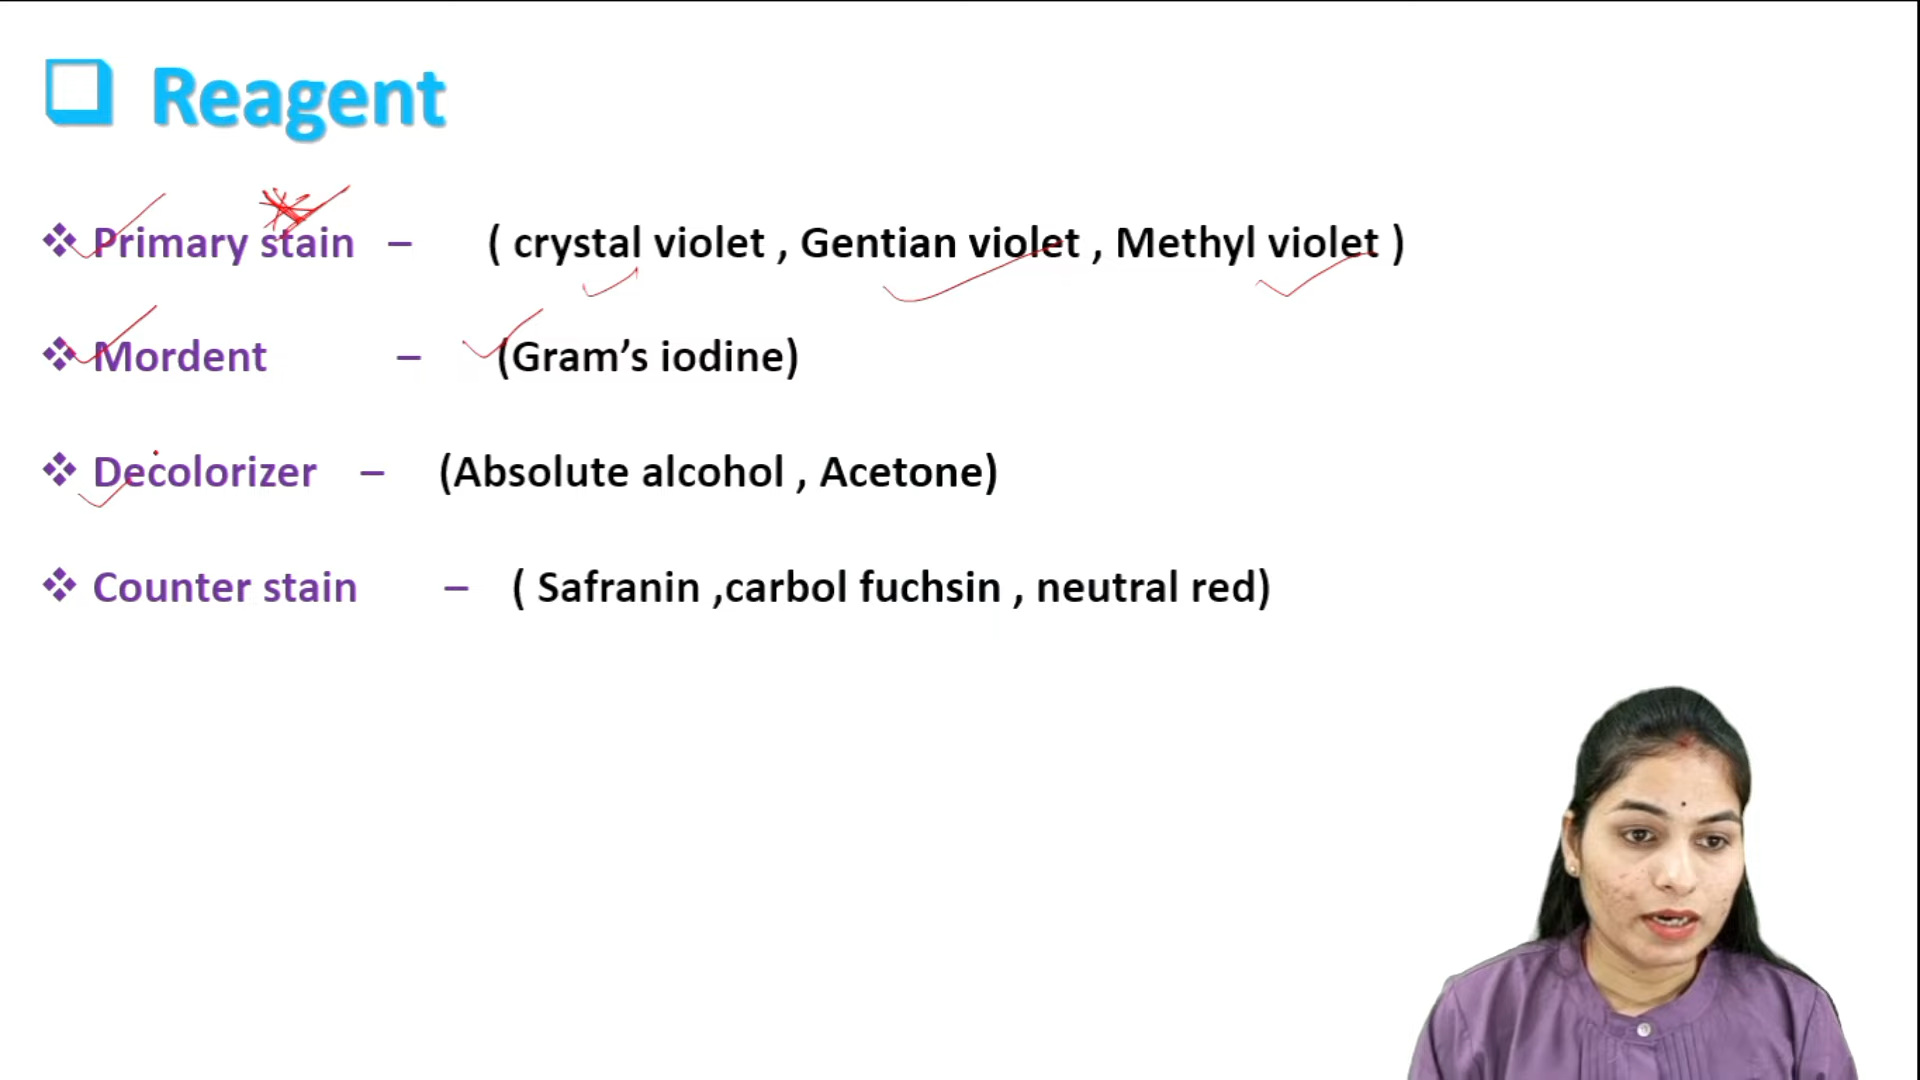 Reagent
Primary stain – ( crystal violet , Gentian violet , Methyl violet )
Mordent – (Gram’s iodine)
Decolorizer – (Absolute alcohol , Acetone)
Counter stain – ( Safranin ,carbol fuchsin , neutral red)